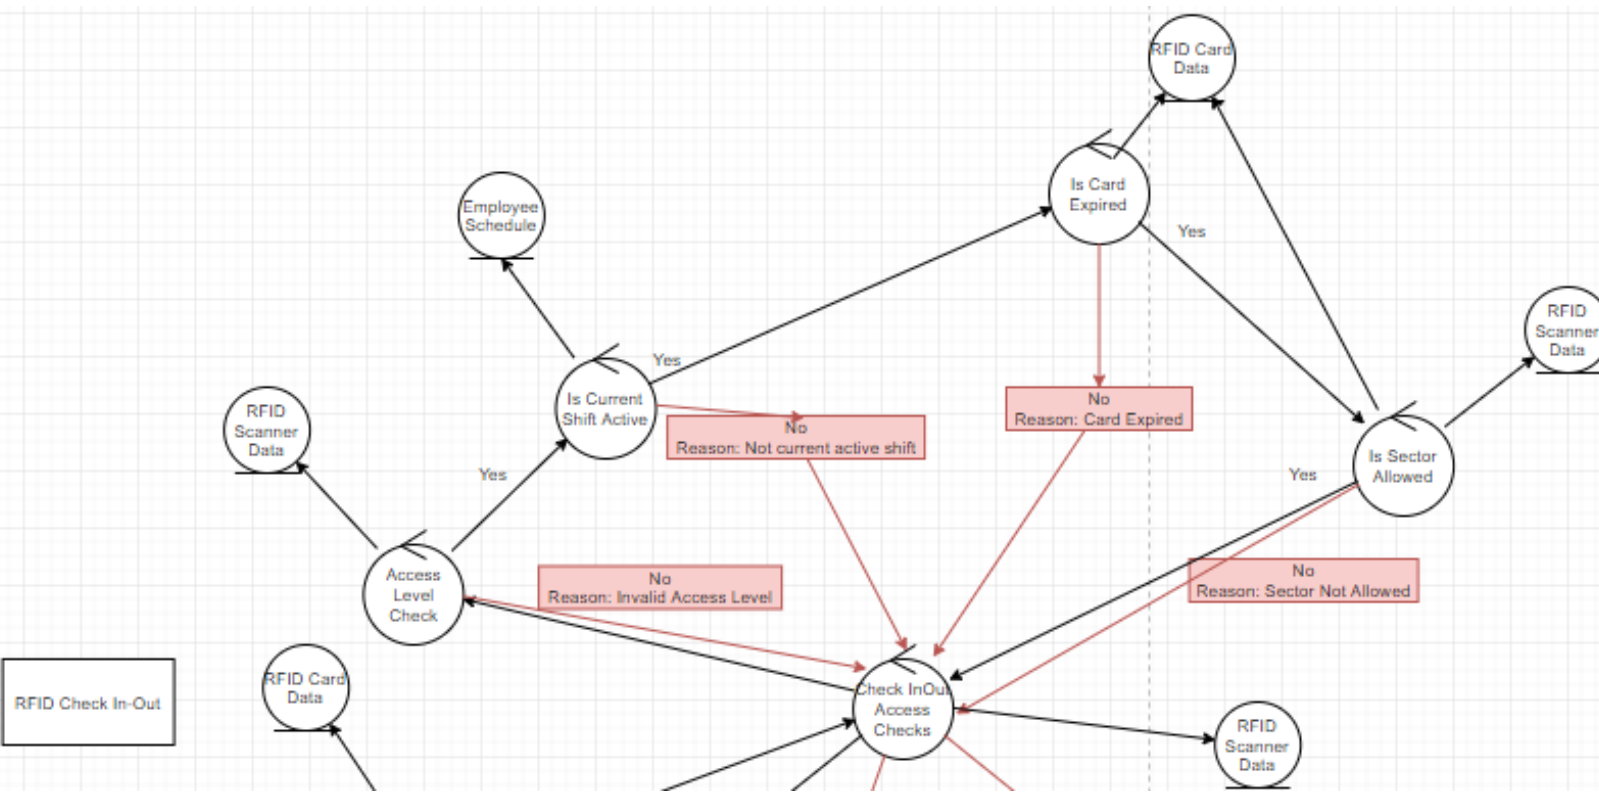 RFID Card
Data
Is Card
Expired
Yes
Employee
Schedule
RFID
Scanner
Data
Yes
Is Current
Shift Active
No
Reason: Card Expired
RFID
Scanner
Data
No
Reason: Not current active shift
Is Sector
Allowed
Yes
Yes
Access
Level
Check
No
Reason: Invalid Access Level
No
Reason: Sector Not Allowed
RFID Check In-Out
RFID Card
Data
Check InOut
Access
Checks
RFID
Scanner
Data